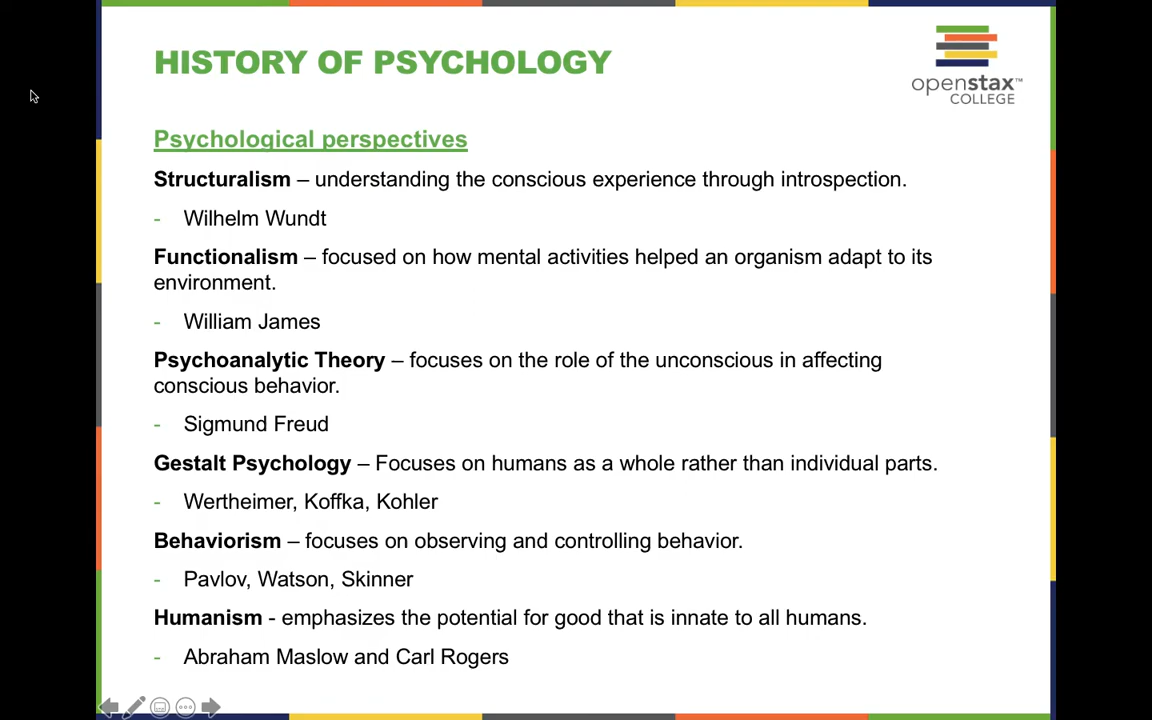 HISTORY OF PSYCHOLOGY
openstax™
COLLEGE
Psychological perspectives
Structuralism – understanding the conscious experience through introspection.
- Wilhelm Wundt
Functionalism – focused on how mental activities helped an organism adapt to its
environment.
- William James
Psychoanalytic Theory – focuses on the role of the unconscious in affecting
conscious behavior.
- Sigmund Freud
Gestalt Psychology – Focuses on humans as a whole rather than individual parts.
- Wertheimer, Koffka, Kohler
Behaviorism – focuses on observing and controlling behavior.
- Pavlov, Watson, Skinner
Humanism - emphasizes the potential for good that is innate to all humans.
- Abraham Maslow and Carl Rogers